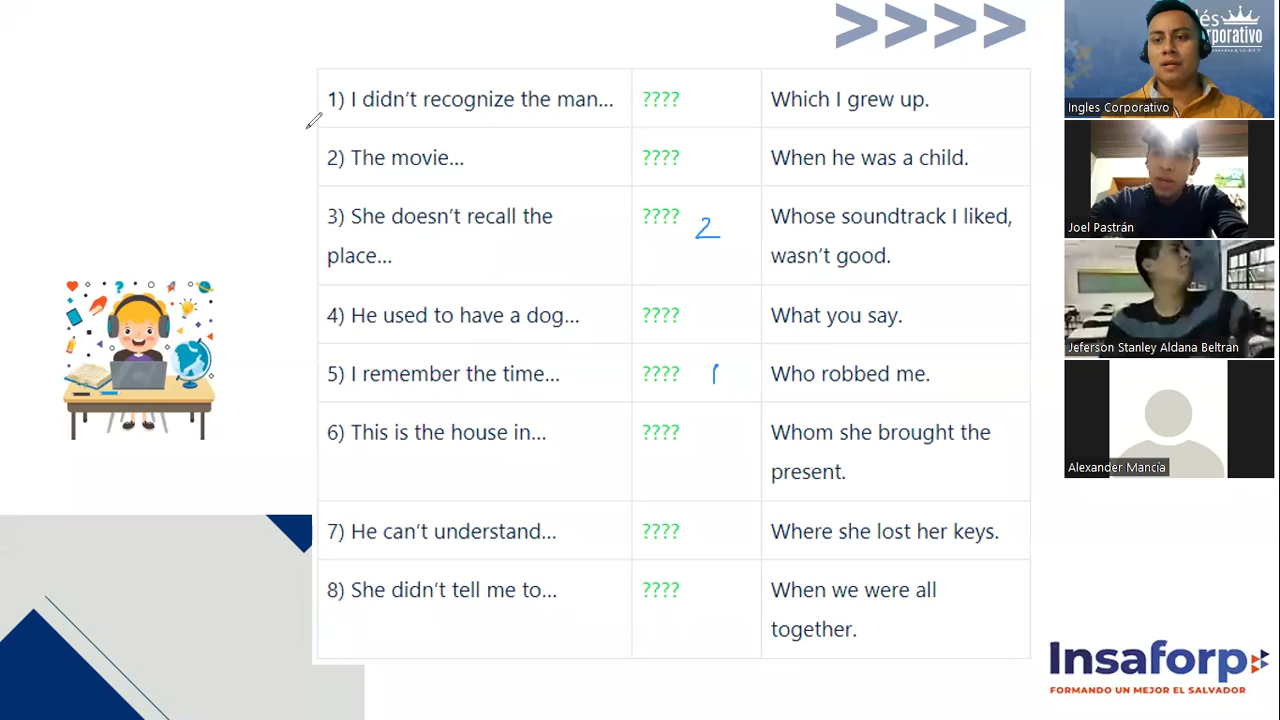 >>>>
1) I didn't recognize the man... ???? Which I grew up.
2) The movie... ???? When he was a child.
3) She doesn't recall the place... ???? 2 Whose soundtrack I liked, wasn't good.
4) He used to have a dog... ???? What you say.
5) I remember the time... ???? 1 Who robbed me.
6) This is the house in... ???? Whom she brought the present.
7) He can't understand... ???? Where she lost her keys.
8) She didn't tell me to... ???? When we were all together.
Ingles Corporativo
Joel Pastrán
Jeferson Stanley Aldana Beltran
Alexander Mancía
Insaforp
FORMANDO UN MEJOR EL SALVADOR